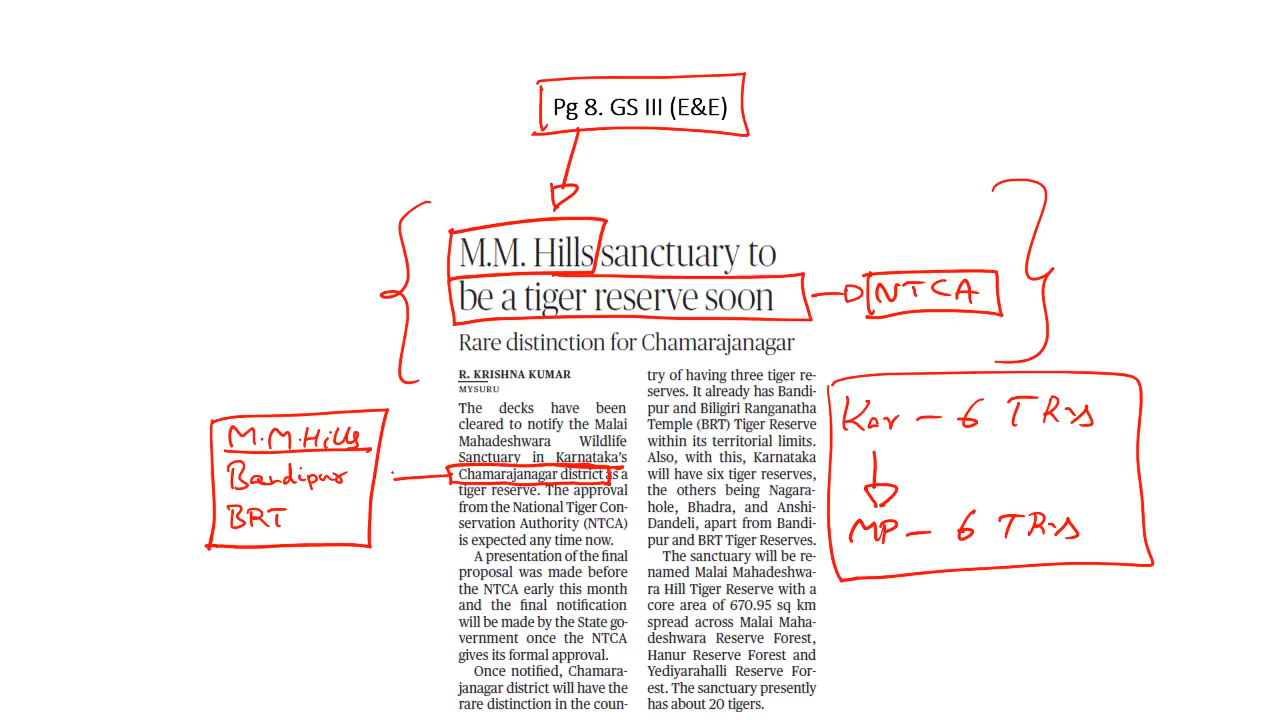 Pg 8. GS III (E&E)
M.M. Hills sanctuary to
be a tiger reserve soon
NTCA
Rare distinction for Chamarajanagar
R. KRISHNA KUMAR
MYSURU
The decks have been
cleared to notify the Malai
Mahadeshwara Wildlife
Sanctuary in Karnataka's
Chamarajanagar district as a
tiger reserve. The approval
from the National Tiger Con-
servation Authority (NTCA)
is expected any time now.
A presentation of the final
proposal was made before
the NTCA early this month
and the final notification
will be made by the State go-
vernment once the NTCA
gives its formal approval.
Once notified, Chamara-
janagar district will have the
rare distinction in the coun-
try of having three tiger re-
serves. It already has Bandi-
pur and Biligiri Ranganatha
Temple (BRT) Tiger Reserve
within its territorial limits.
Also, with this, Karnataka
will have six tiger reserves,
the others being Nagara-
hole, Bhadra, and Anshi-
Dandeli, apart from Bandi-
pur and BRT Tiger Reserves.
The sanctuary will be re-
named Malai Mahadeshwa-
ra Hill Tiger Reserve with a
core area of 670.95 sq km
spread across Malai Maha-
deshwara Reserve Forest,
Hanur Reserve Forest and
Yediyarahalli Reserve For-
est. The sanctuary presently
has about 20 tigers.
M.M.Hills
Bandipur
BRT
Kar - 6 TRs
MP - 6 TRs